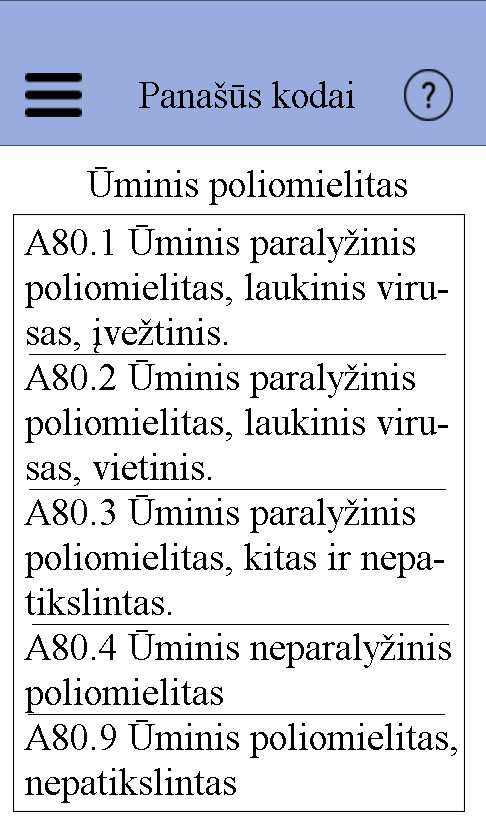 Panašūs kodai
?
Ūminis poliomielitas
A80.1 Ūminis paralyžinis
poliomielitas, laukinis viru-
sas, įvežtinis.
A80.2 Ūminis paralyžinis
poliomielitas, laukinis viru-
sas, vietinis.
A80.3 Ūminis paralyžinis
poliomielitas, kitas ir nepa-
tikslintas.
A80.4 Ūminis neparalyžinis
poliomielitas
A80.9 Ūminis poliomielitas,
nepatikslintas